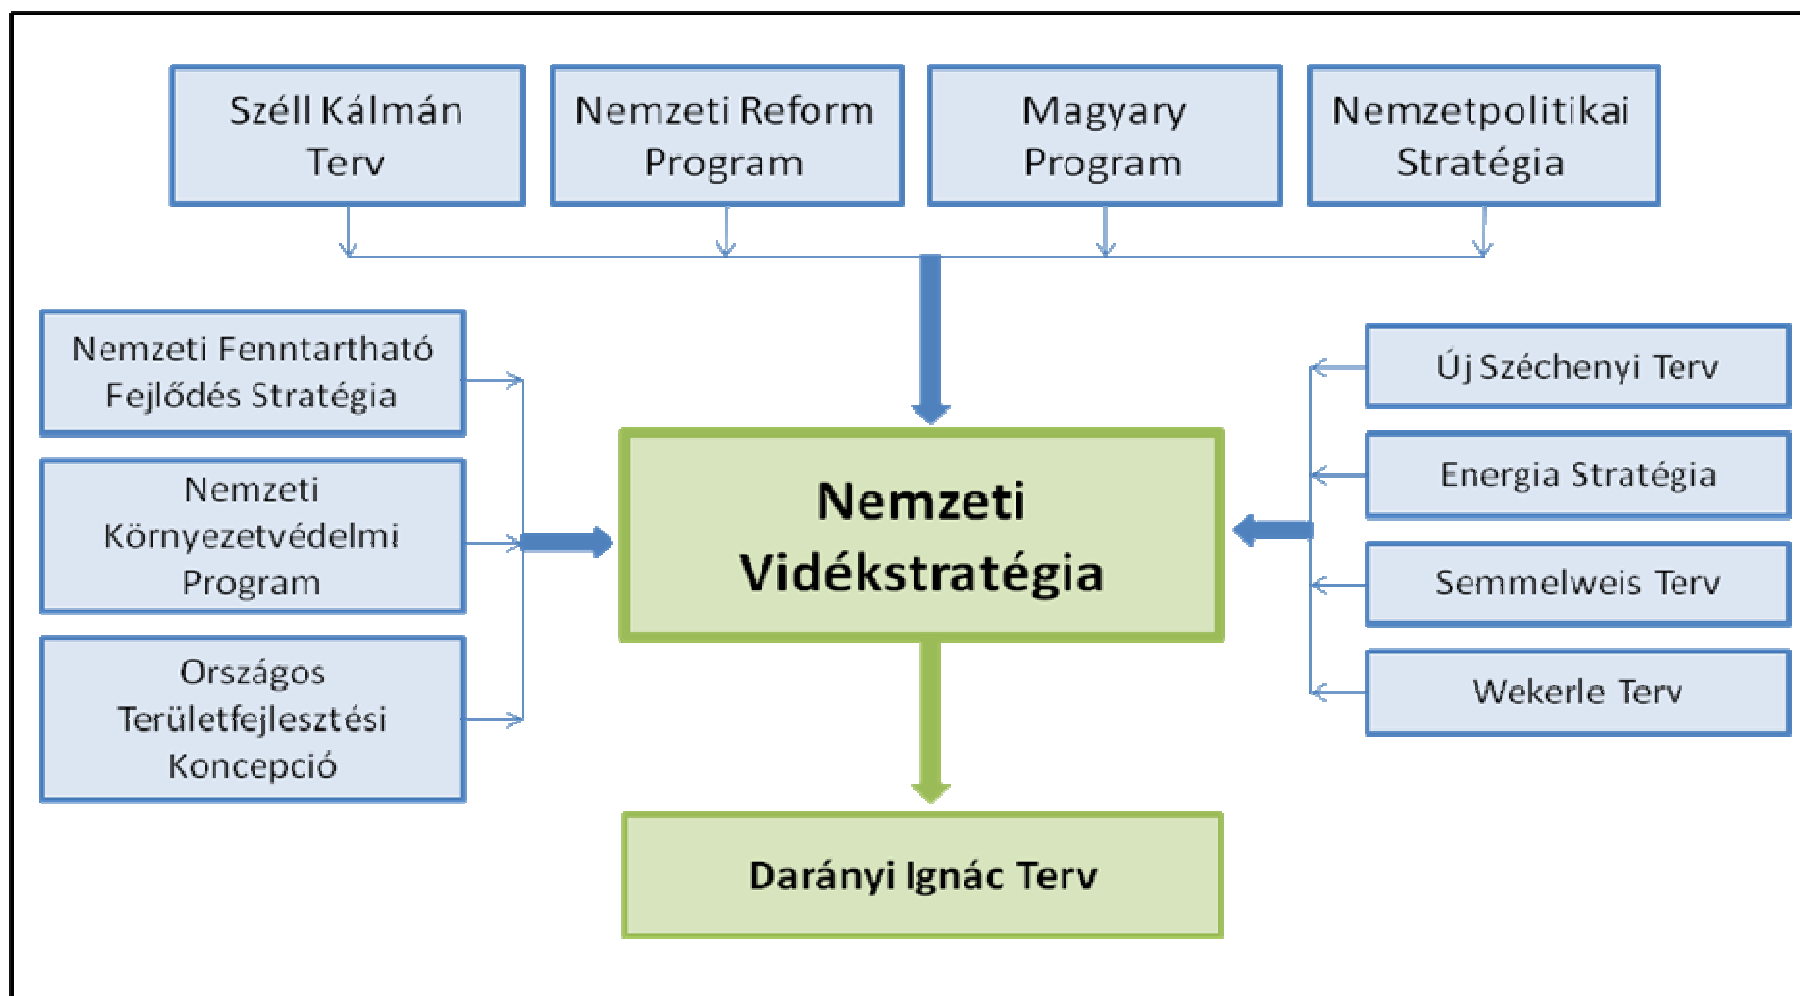 Széll Kálmán
Terv
Nemzeti Reform
Program
Magyary
Program
Nemzetpolitikai
Stratégia
Nemzeti Fenntartható
Fejlődés Stratégia
Nemzeti
Környezetvédelmi
Program
Országos
Területfejlesztési
Koncepció
Nemzeti
Vidékstratégia
Új Széchenyi Terv
Energia Stratégia
Semmelweis Terv
Wekerle Terv
Darányi Ignác Terv